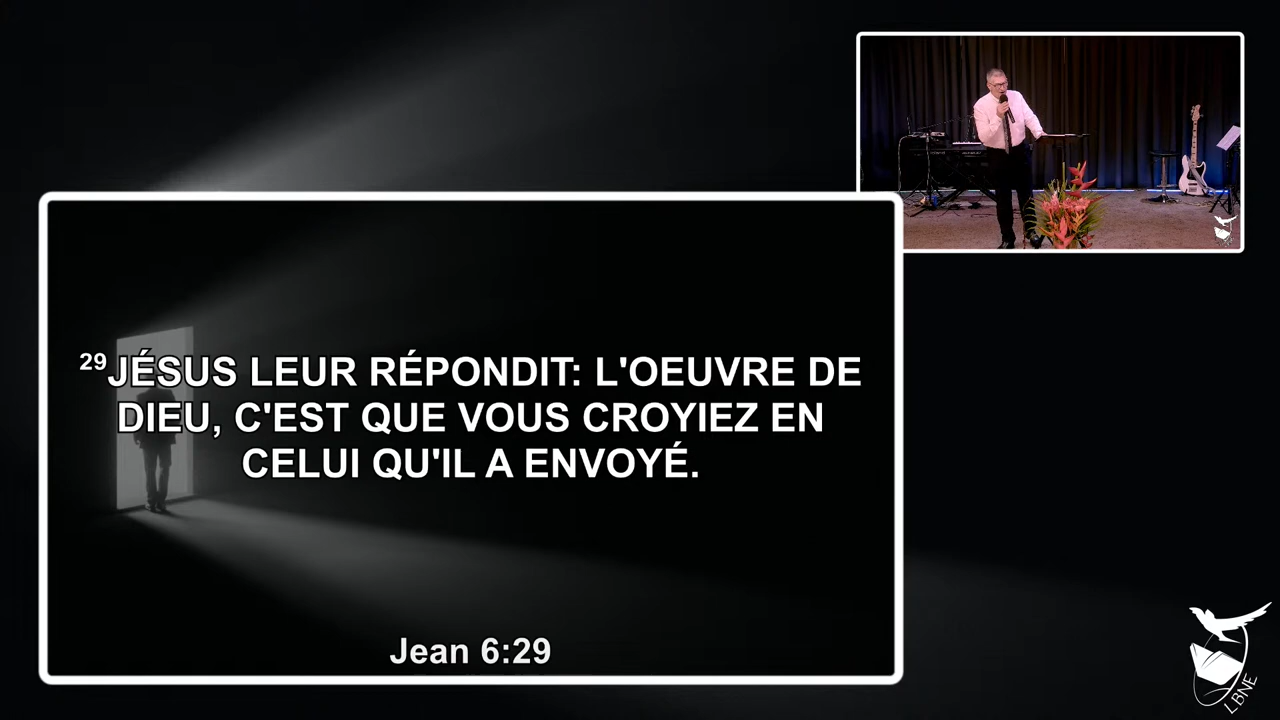 29JÉSUS LEUR RÉPONDIT: L'OEUVRE DE
DIEU, C'EST QUE VOUS CROYIEZ EN
CELUI QU'IL A ENVOYÉ.
Jean 6:29
LBNE